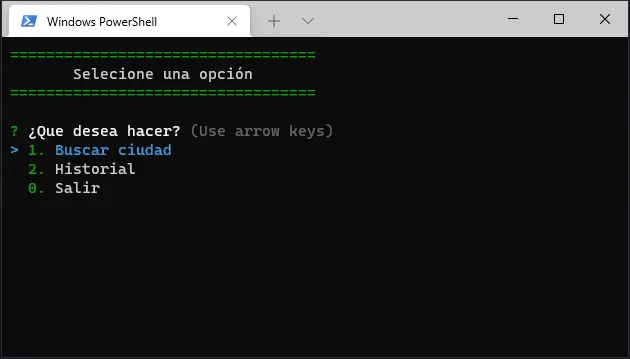 Windows PowerShell
==================================
Selecione una opción
==================================
? ¿Que desea hacer? (Use arrow keys)
> 1. Buscar ciudad
2. Historial
0. Salir